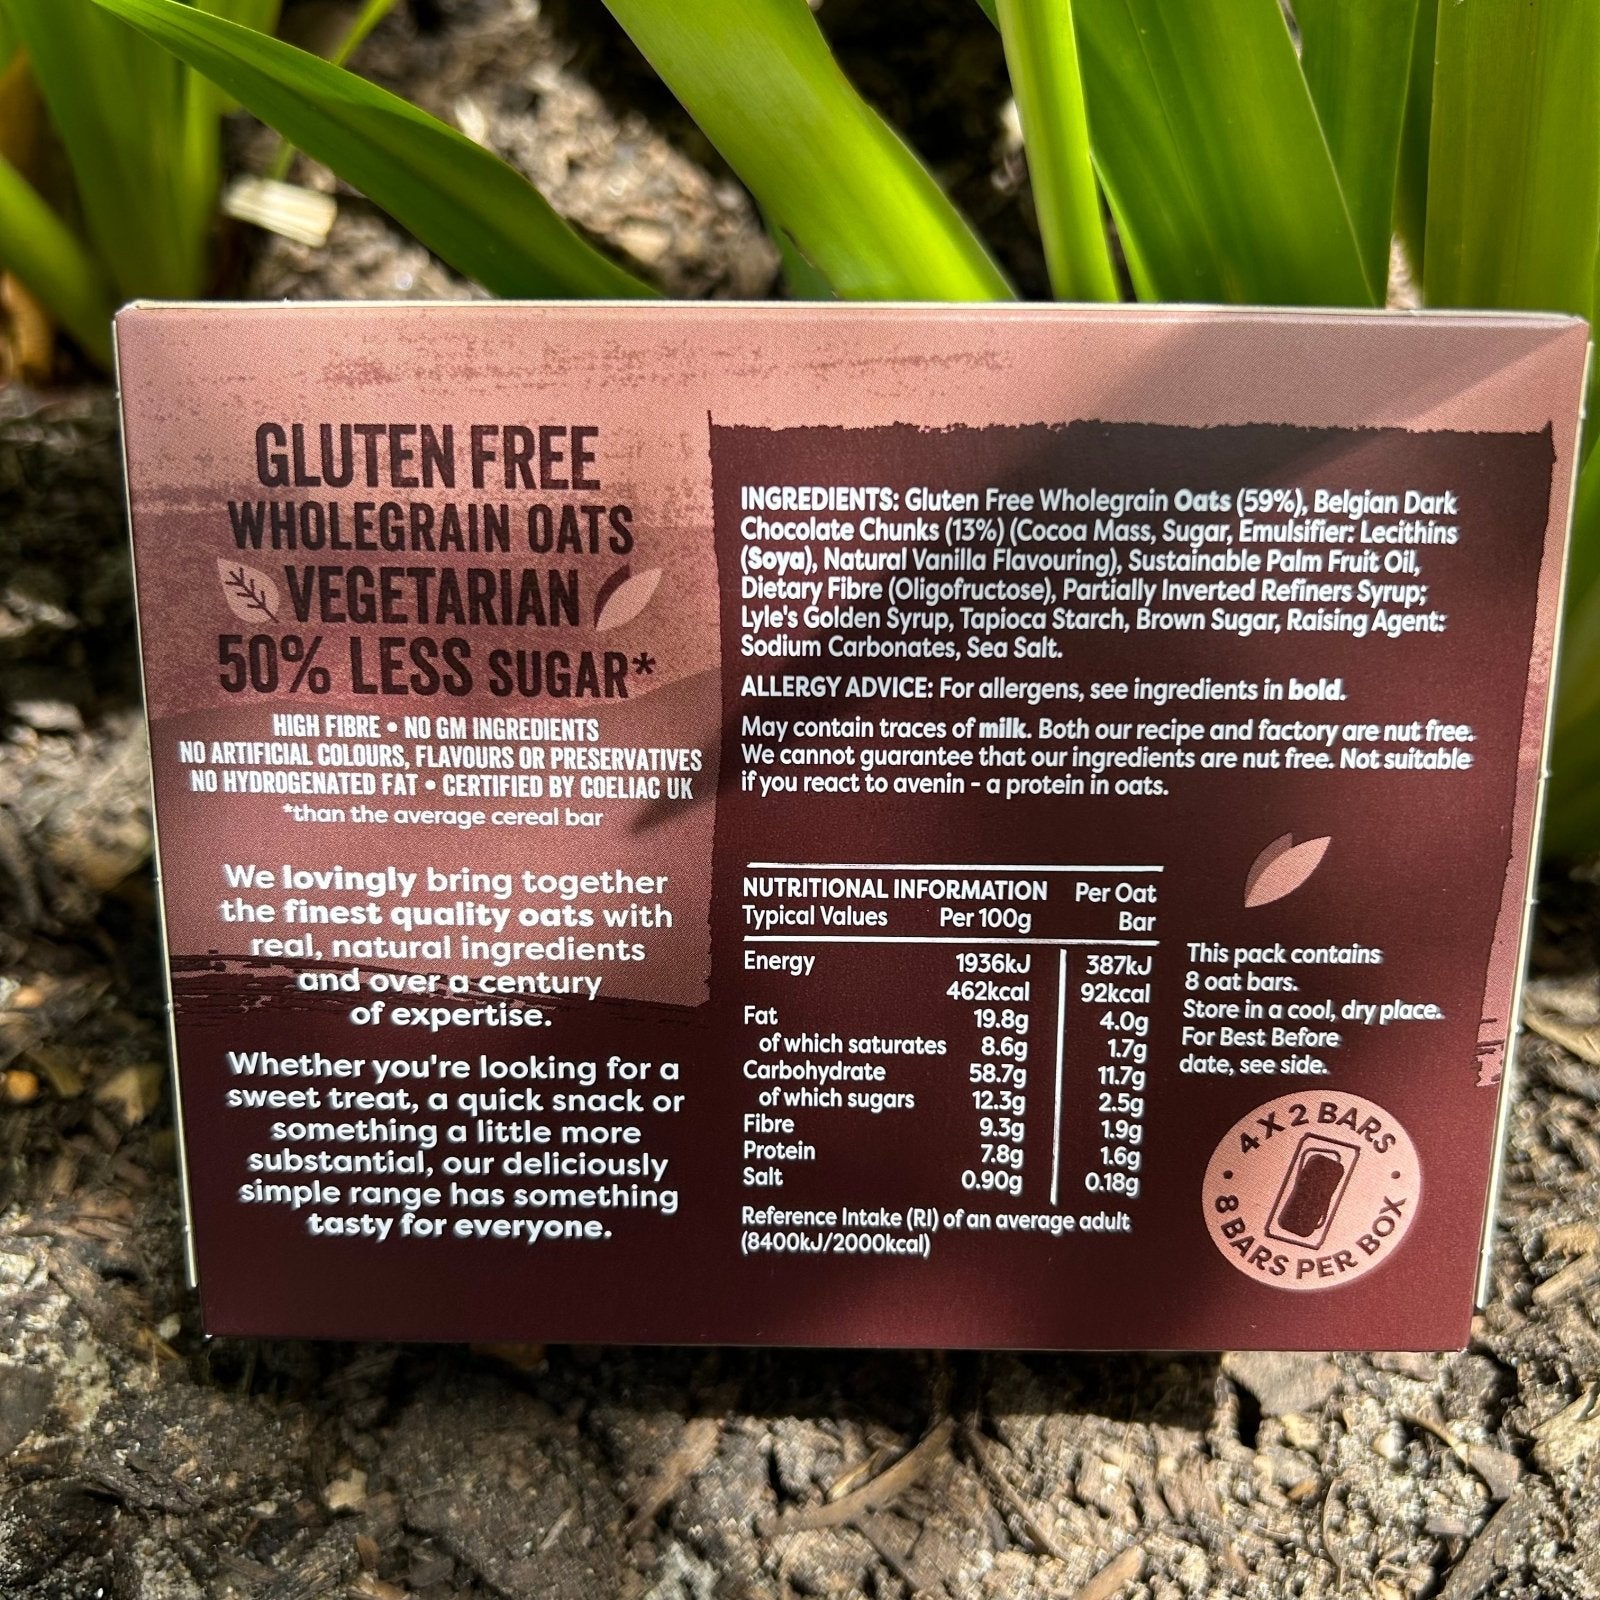 GLUTEN FREE
WHOLEGRAIN OATS
VEGETARIAN
50% LESS SUGAR*
HIGH FIBRE • NO GM INGREDIENTS
NO ARTIFICIAL COLOURS, FLAVOURS OR PRESERVATIVES
NO HYDROGENATED FAT • CERTIFIED BY COELIAC UK
*than the average cereal bar
We lovingly bring together
the finest quality oats with
real, natural ingredients
and over a century
of expertise.
Whether you're looking for a
sweet treat, a quick snack or
something a little more
substantial, our deliciously
simple range has something
tasty for everyone.
INGREDIENTS: Gluten Free Wholegrain Oats (59%), Belgian Dark
Chocolate Chunks (13%) (Cocoa Mass, Sugar, Emulsifier: Lecithins
(Soya), Natural Vanilla Flavouring), Sustainable Palm Fruit Oil,
Dietary Fibre (Oligofructose), Partially Inverted Refiners Syrup;
Lyle's Golden Syrup, Tapioca Starch, Brown Sugar, Raising Agent:
Sodium Carbonates, Sea Salt.
ALLERGY ADVICE: For allergens, see ingredients in bold.
May contain traces of milk. Both our recipe and factory are nut free.
We cannot guarantee that our ingredients are nut free. Not suitable
if you react to avenin - a protein in oats.
NUTRITIONAL INFORMATION Per Oat
Typical Values Per 100g Bar
Energy 1936kJ 387kJ
462kcal 92kcal
Fat 19.8g 4.0g
of which saturates 8.6g 1.7g
Carbohydrate 58.7g 11.7g
of which sugars 12.3g 2.5g
Fibre 9.3g 1.9g
Protein 7.8g 1.6g
Salt 0.90g 0.18g
Reference Intake (RI) of an average adult
(8400kJ/2000kcal)
This pack contains
8 oat bars.
Store in a cool, dry place.
For Best Before
date, see side.
4 X 2 BARS
• 8 BARS PER BOX •